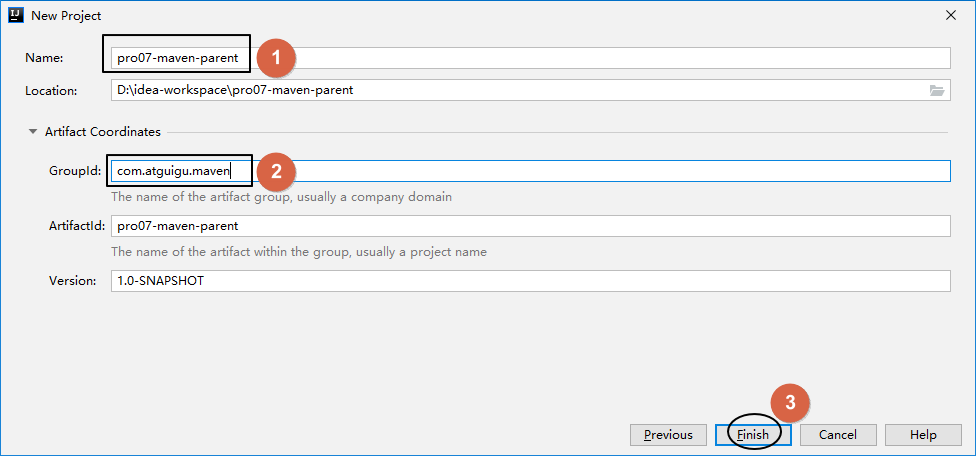 IJ New Project
Name: pro07-maven-parent 1
Location: D:\idea-workspace\pro07-maven-parent
Artifact Coordinates
GroupId: com.atguigu.maven 2
The name of the artifact group, usually a company domain
ArtifactId: pro07-maven-parent
The name of the artifact within the group, usually a project name
Version: 1.0-SNAPSHOT
3
Previous Finish Cancel Help